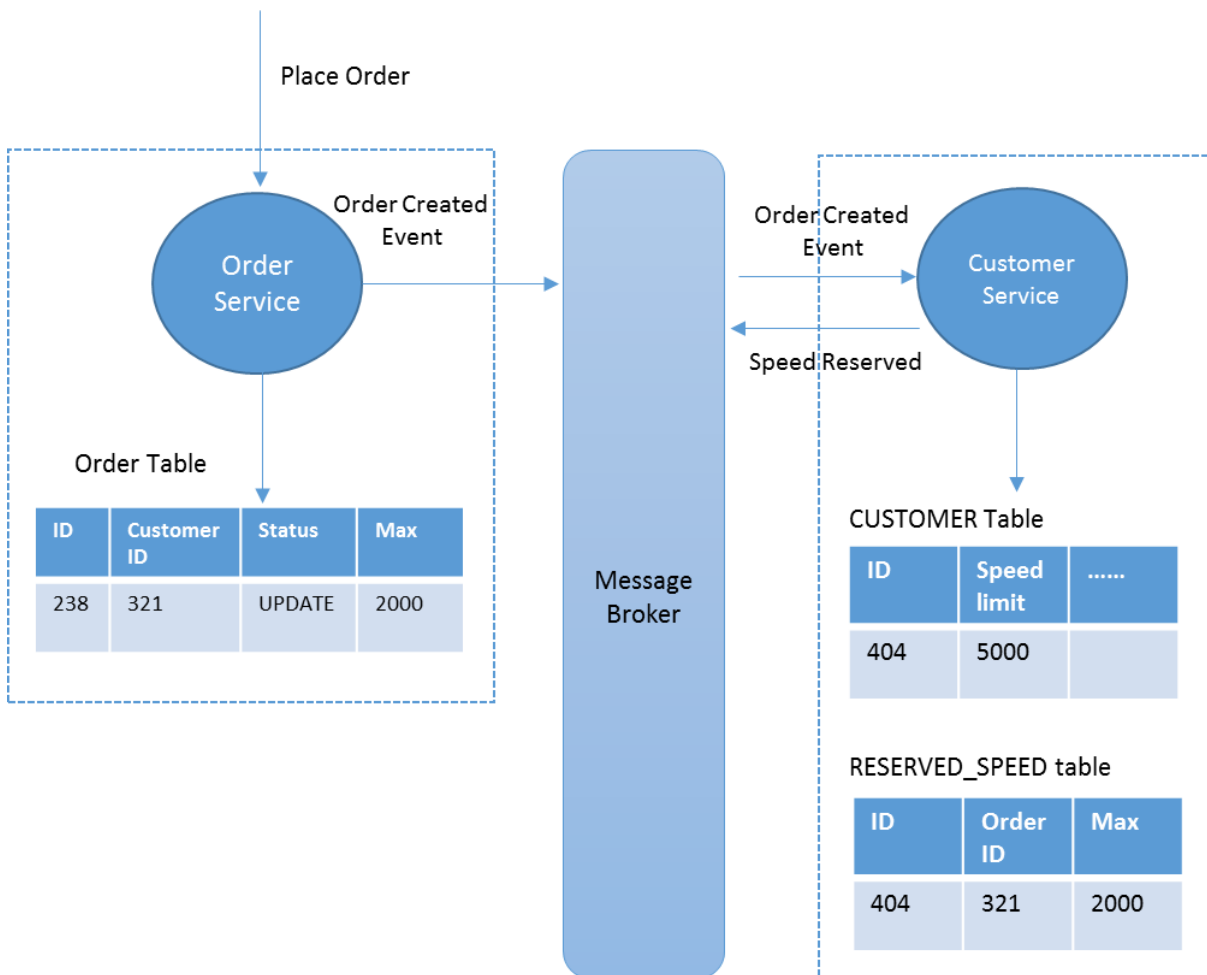 Place Order
Order Created
Event
Order
Service
Order Created
Event
Customer
Service
Speed Reserved
Order Table
ID Customer Status Max
ID
238 321 UPDATE 2000
Message
Broker
CUSTOMER Table
ID Speed ......
limit
404 5000
RESERVED_SPEED table
ID Order Max
ID
404 321 2000